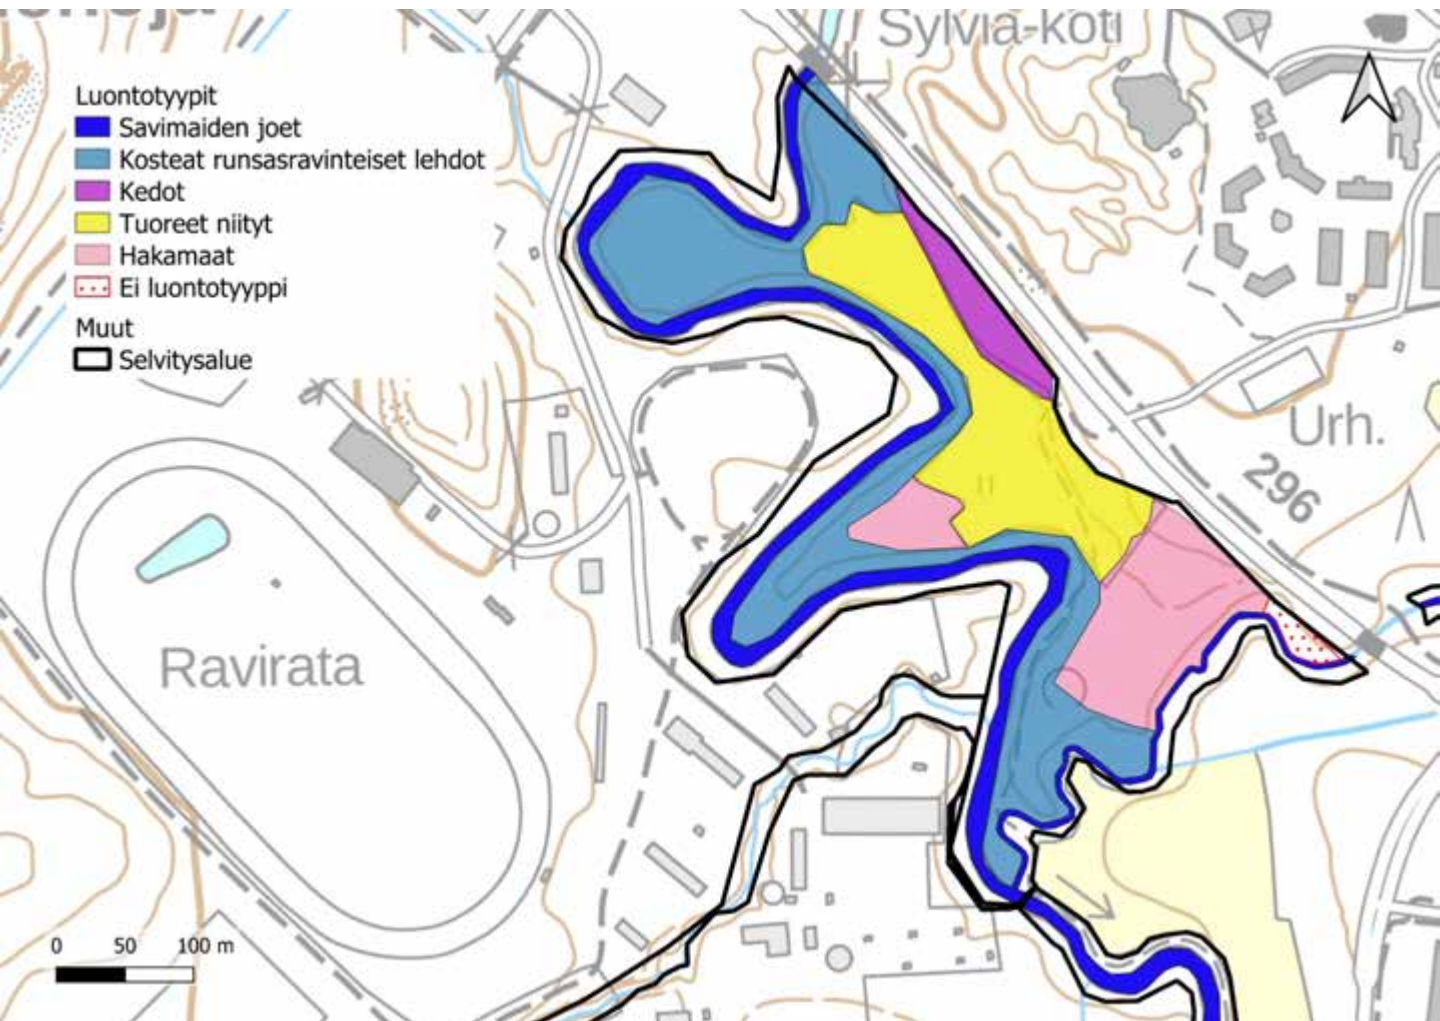 Sylvia-koti
Luontotyypit
Savimaiden joet
Kosteat runsasravinteiset lehdot
Kedot
Tuoreet niityt
Hakamaat
Ei luontotyyppi
Muut
Selvitysalue
Urh.
296
Ravirata
0 50 100 m